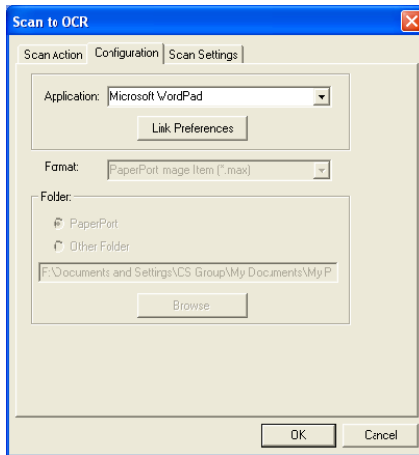 Scan to OCR
Scan Action Configuration Scan Settings
Application: Microsoft WordPad
Link Preferences
Format: PaperPort mage Item (*.max)
Folder:
PaperPort
Other Folder
F:\Documents and Settings\CS Group\My Documents\My P
Browse
OK Cancel